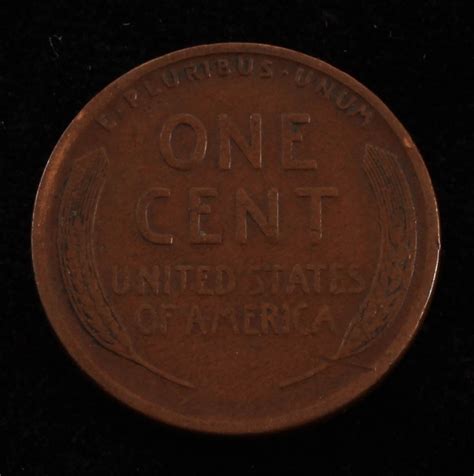 E·PLURIBUS·UNUM
ONE
CENT
UNITED STATES
OF AMERICA